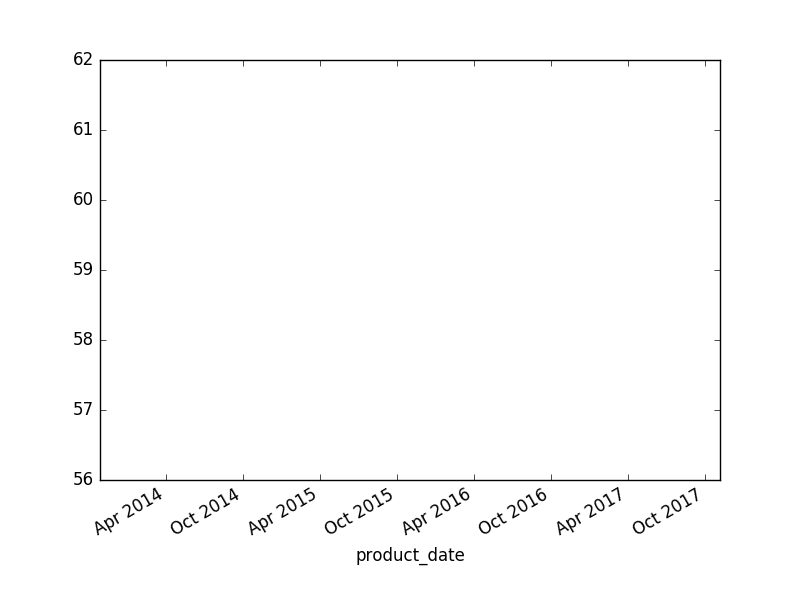 62
61
60
59
58
57
56
Apr 2014
Oct 2014
Apr 2015
Oct 2015
Apr 2016
Oct 2016
Apr 2017
Oct 2017
product_date